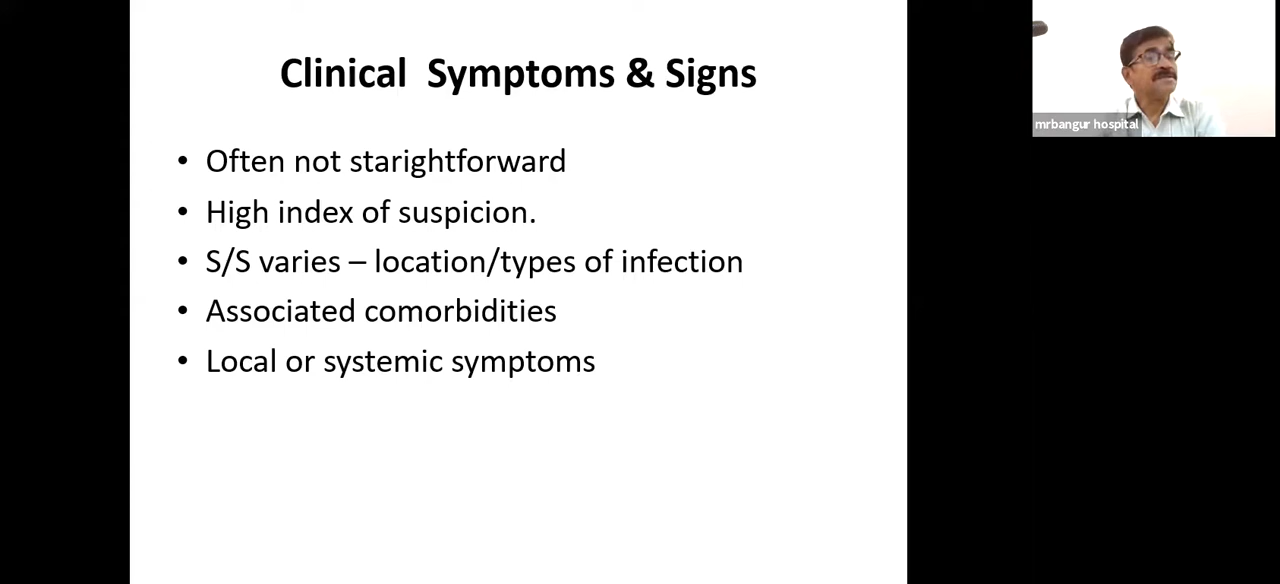 Clinical Symptoms & Signs
• Often not starightforward
• High index of suspicion.
• S/S varies – location/types of infection
• Associated comorbidities
• Local or systemic symptoms
mrbangur hospital